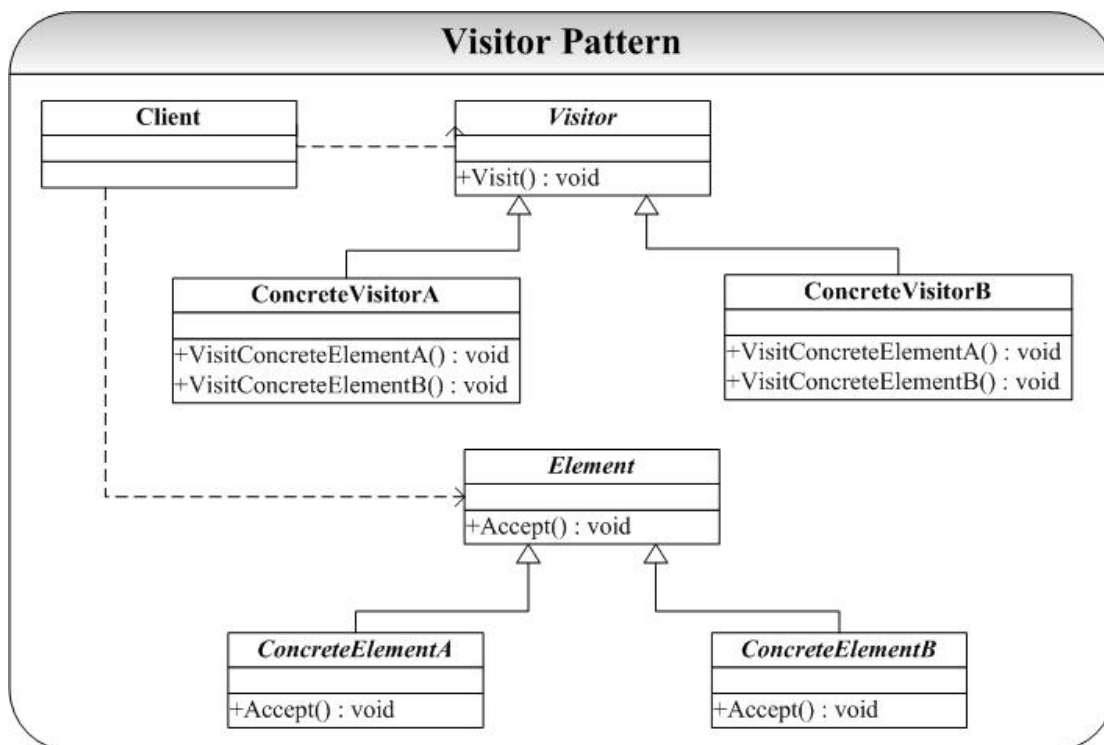 Visitor Pattern
Client
Visitor
+Visit() : void
ConcreteVisitorA
+VisitConcreteElementA() : void
+VisitConcreteElementB() : void
ConcreteVisitorB
+VisitConcreteElementA() : void
+VisitConcreteElementB() : void
Element
+Accept() : void
ConcreteElementA
+Accept() : void
ConcreteElementB
+Accept() : void